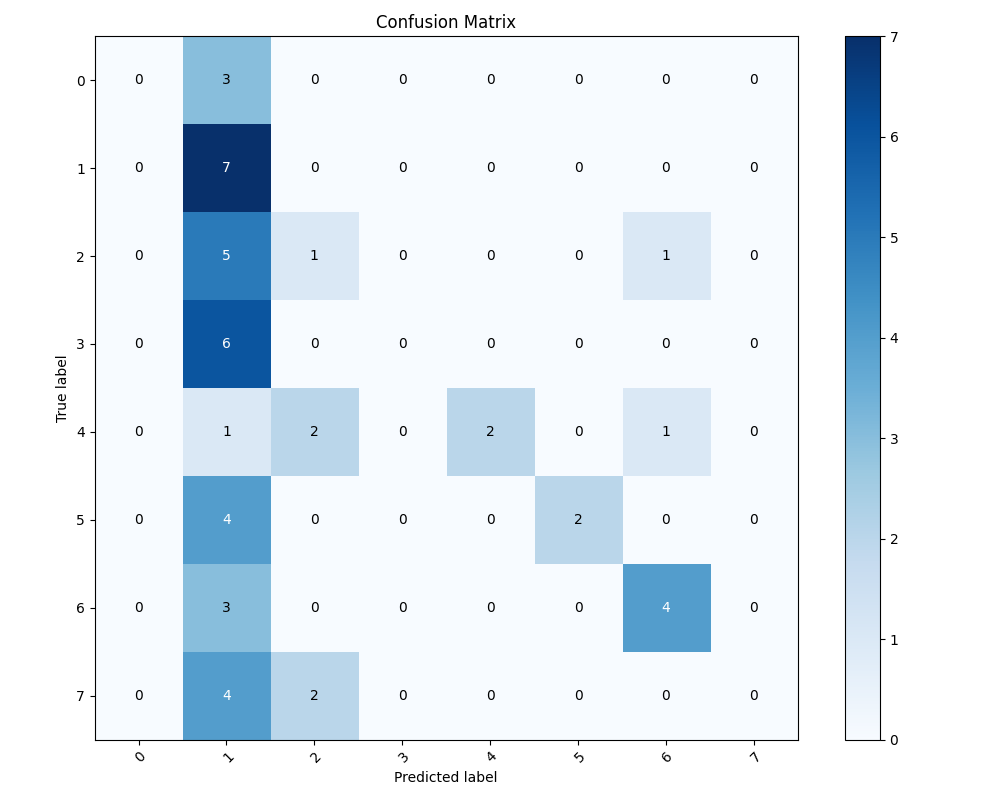 Confusion Matrix
0 0 3 0 0 0 0 0 0
1 0 7 0 0 0 0 0 0
2 0 5 1 0 0 0 1 0
3 0 6 0 0 0 0 0 0
4 0 1 2 0 2 0 1 0
5 0 4 0 0 0 2 0 0
6 0 3 0 0 0 0 4 0
7 0 4 2 0 0 0 0 0
0 1 2 3 4 5 6 7
True label
Predicted label
7
6
5
4
3
2
1
0